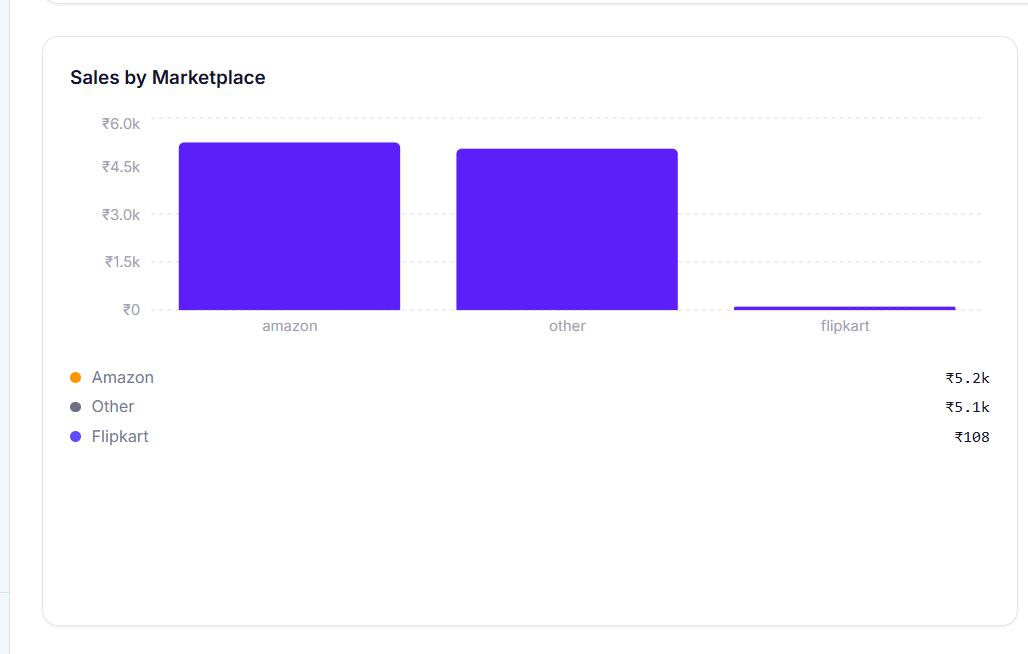 Sales by Marketplace
₹6.0k
₹4.5k
₹3.0k
₹1.5k
₹0
amazon other flipkart
Amazon ₹5.2k
Other ₹5.1k
Flipkart ₹108